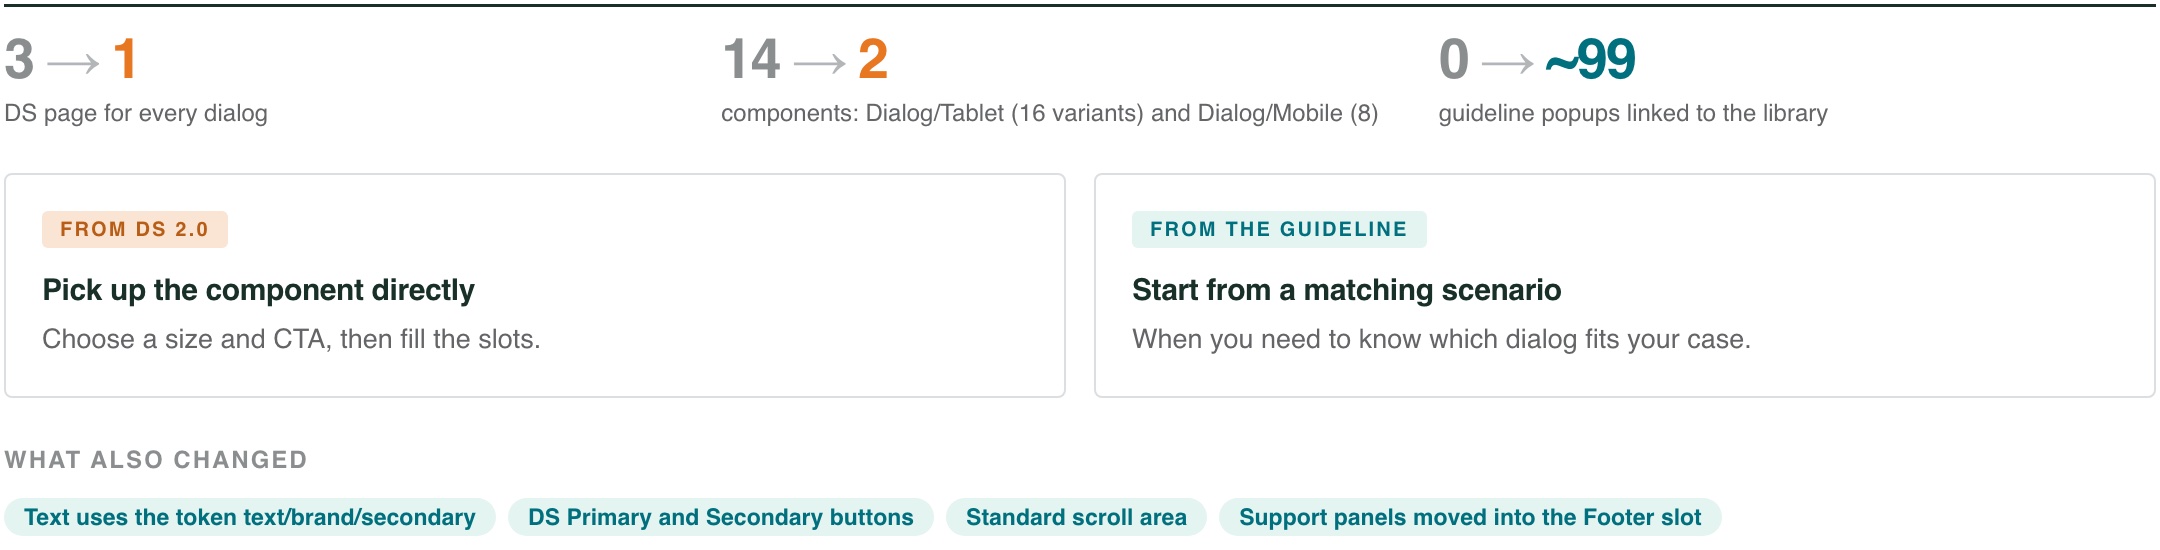 3 → 1
DS page for every dialog
14 → 2
components: Dialog/Tablet (16 variants) and Dialog/Mobile (8)
0 → ~99
guideline popups linked to the library
FROM DS 2.0
Pick up the component directly
Choose a size and CTA, then fill the slots.
FROM THE GUIDELINE
Start from a matching scenario
When you need to know which dialog fits your case.
WHAT ALSO CHANGED
Text uses the token text/brand/secondary
DS Primary and Secondary buttons
Standard scroll area
Support panels moved into the Footer slot